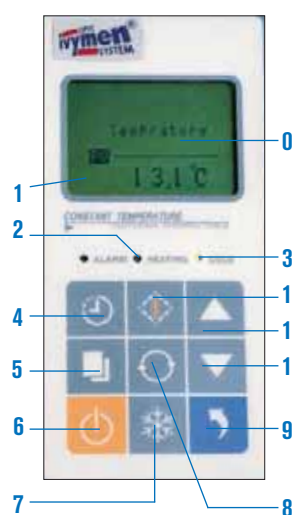 ivymen
SYSTEM
Temprature
0
13,1°C
1
CONSTANT TEMPERATURE
2
ALARM
HEATING
3
1
4
1
5
1
6
9
7
8